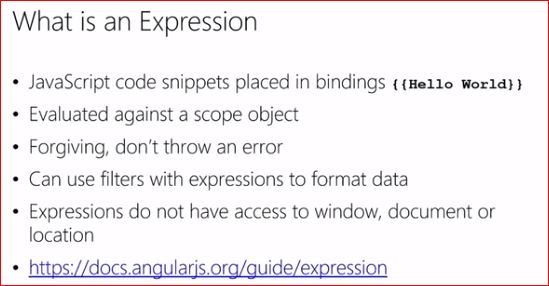 What is an Expression
• JavaScript code snippets placed in bindings {{Hello World}}
• Evaluated against a scope object
• Forgiving, don’t throw an error
• Can use filters with expressions to format data
• Expressions do not have access to window, document or
location
• https://docs.angularjs.org/guide/expression